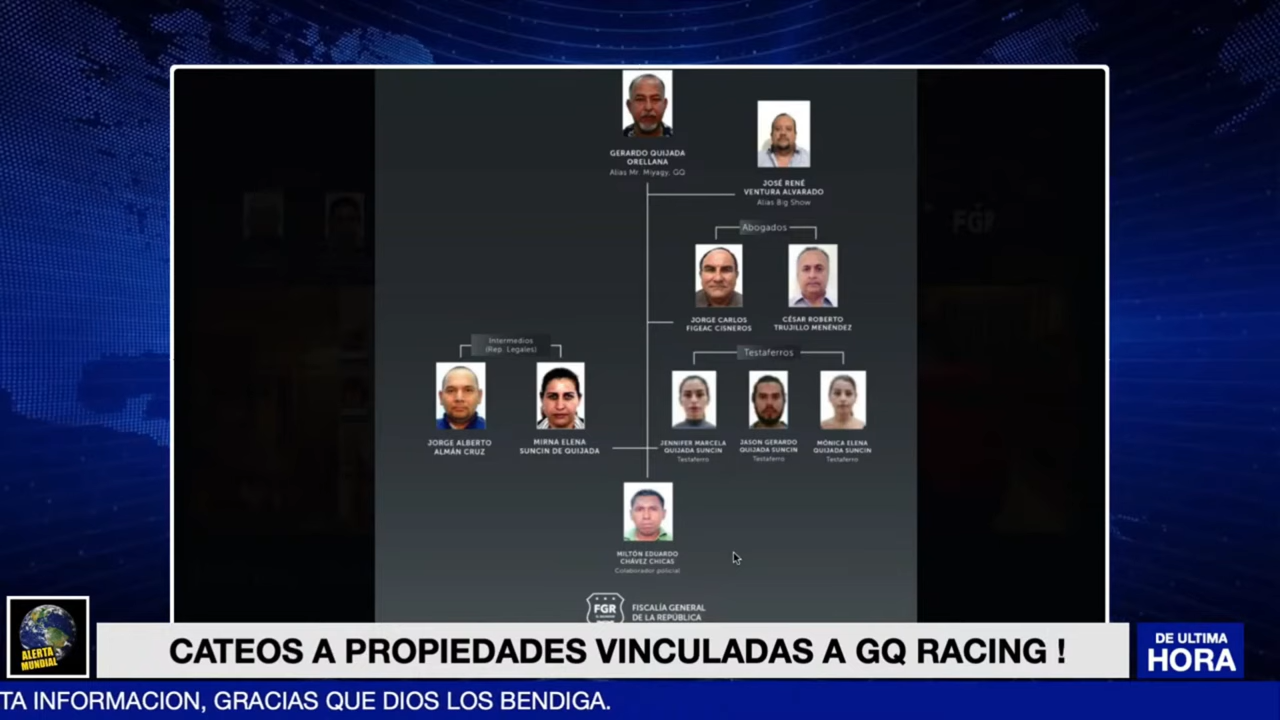 GERARDO QUIJADA
ORELLANA
Alias Mr. Miyagy, GQ
JOSÉ RENÉ
VENTURA ALVARADO
Alias Big Show
Abogados
JORGE CARLOS
FIGEAC CISNEROS
CÉSAR ROBERTO
TRUJILLO MENÉNDEZ
Intermedios
(Rep. Legales)
JORGE ALBERTO
ALMÁN CRUZ
MIRNA ELENA
SUNCIN DE QUIJADA
Testaferros
JENNIFER MARCELA
QUIJADA SUNCIN
Testaferro
JASON GERARDO
QUIJADA SUNCIN
Testaferro
MÓNICA ELENA
QUIJADA SUNCIN
Testaferro
MILTÓN EDUARDO
CHÁVEZ CHICAS
Colaborador policial
FGR
FISCALÍA GENERAL
DE LA REPÚBLICA
FGR
ALERTA
MUNDIAL
CATEOS A PROPIEDADES VINCULADAS A GQ RACING !
DE ULTIMA
HORA
TA INFORMACION, GRACIAS QUE DIOS LOS BENDIGA.